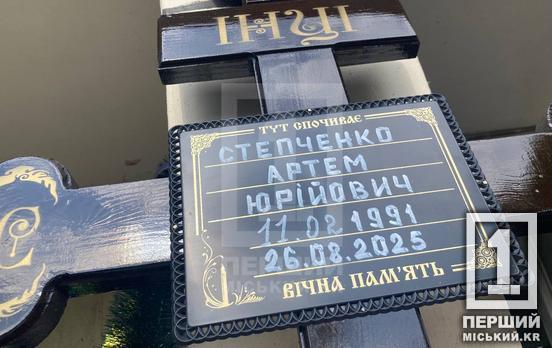 ІНЦІ
ТУТ СПОЧИВАЄ
СТЕПЧЕНКО
АРТЕМ
ЮРІЙОВИЧ
11.02 1991
26.08.2025
ВІЧНА ПАМ'ЯТЬ
1
ПЕРШИЙ
МІСЬКИЙ.KR